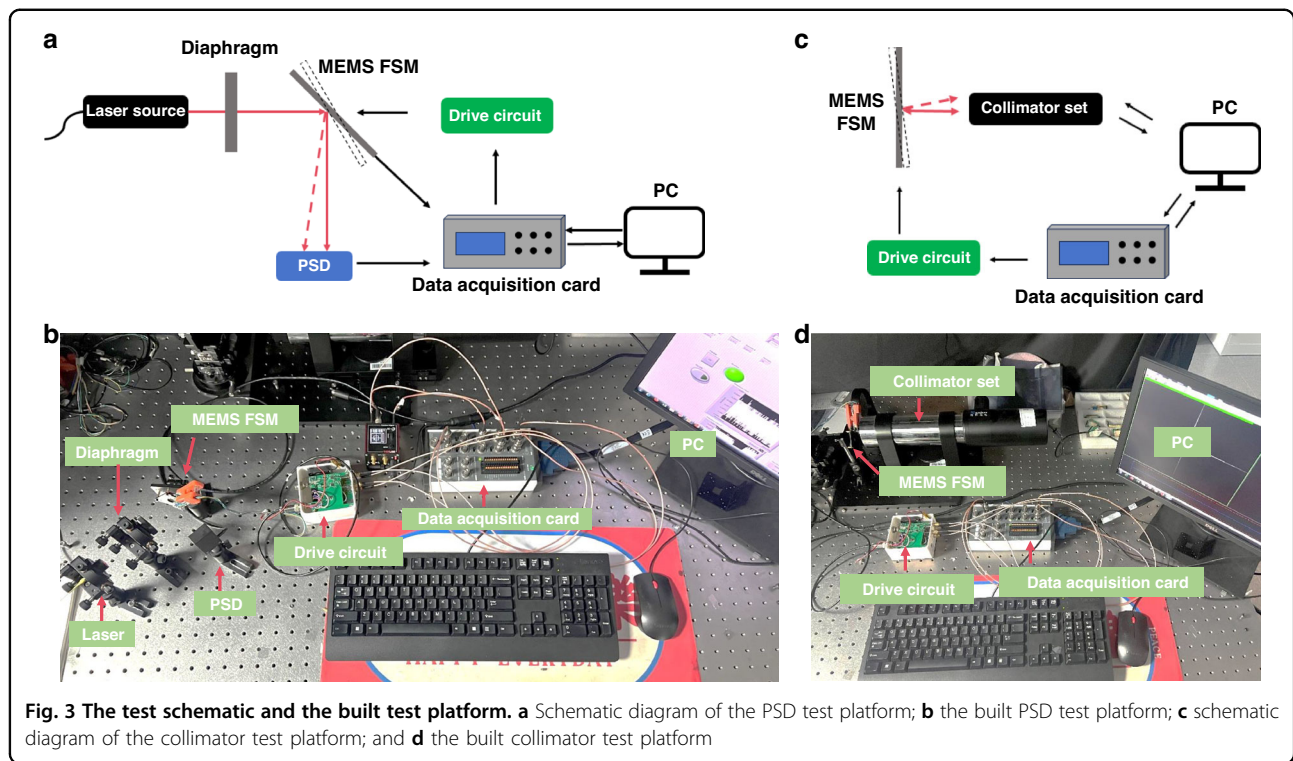 a
Diaphragm
MEMS FSM
Laser source
Drive circuit
PC
PSD
Data acquisition card
c
MEMS
FSM
Collimator set
PC
Drive circuit
Data acquisition card
b
MEMS FSM
Diaphragm
PC
Data acquisition card
Drive circuit
PSD
Laser
HAPPY EVERYDAY
d
Collimator set
PC
MEMS FSM
Drive circuit
Data acquisition card
Fig. 3 The test schematic and the built test platform. a Schematic diagram of the PSD test platform; b the built PSD test platform; c schematic
diagram of the collimator test platform; and d the built collimator test platform